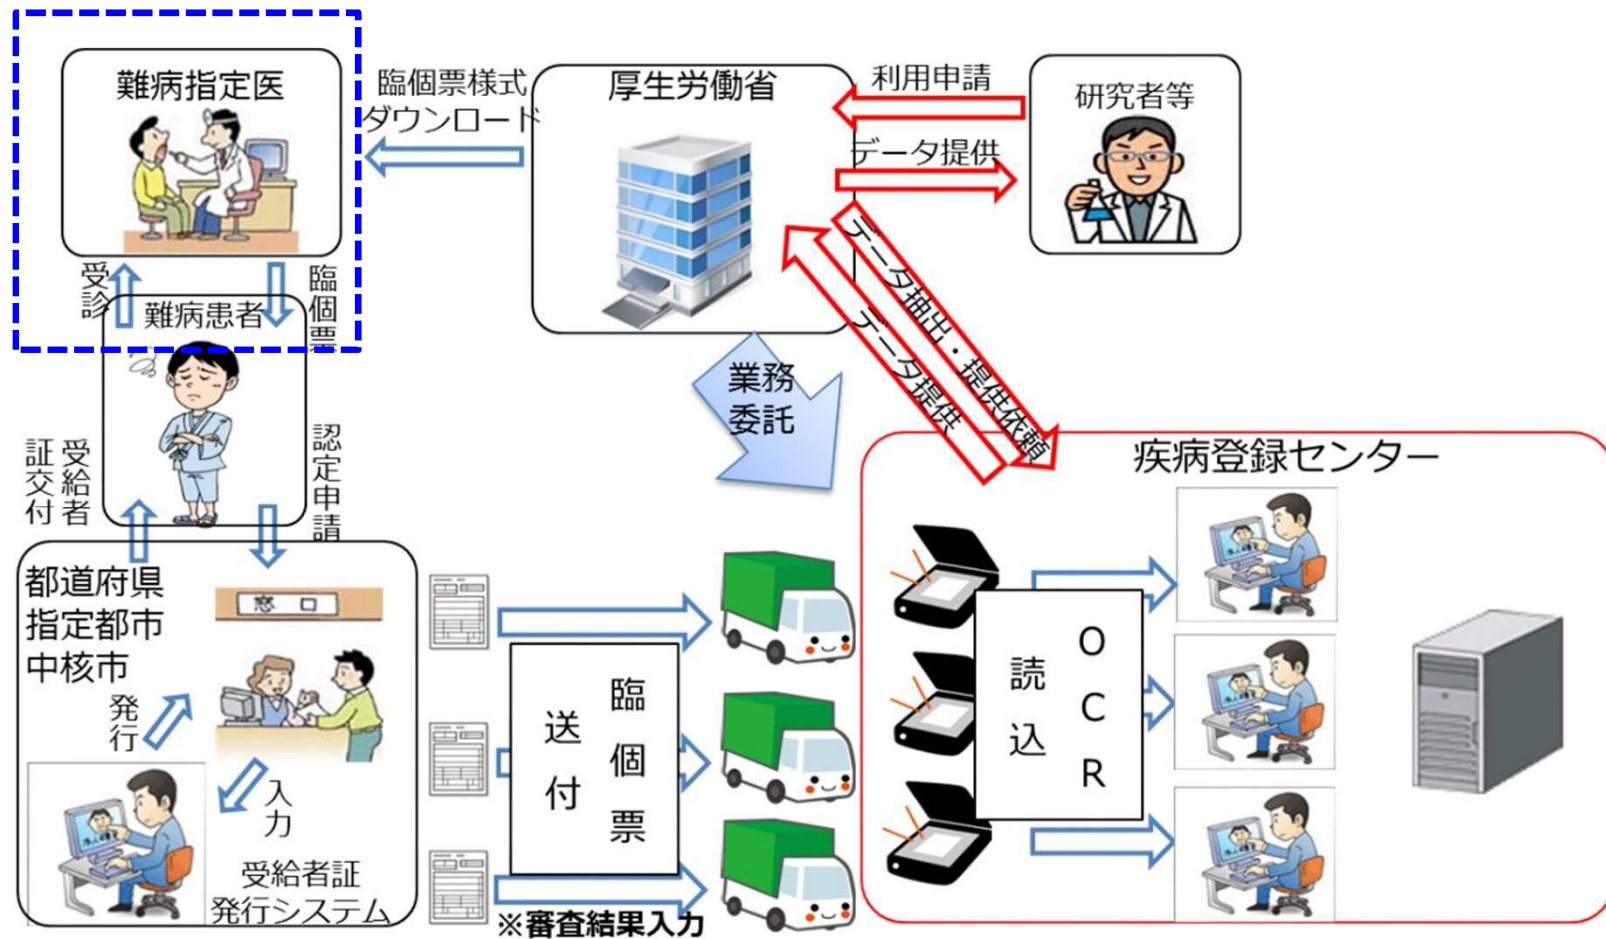 難病指定医
臨個票様式
ダウンロード
厚生労働省
利用申請
データ提供
研究者等
受診
臨個票
難病患者
データ抽出・提供依頼
データ提供
業務
委託
受給者
証交付
認定申請
疾病登録センター
都道府県
指定都市
中核市
窓口
発行
入力
受給者証
発行システム
臨個票
送付
※審査結果入力
OCR
読込